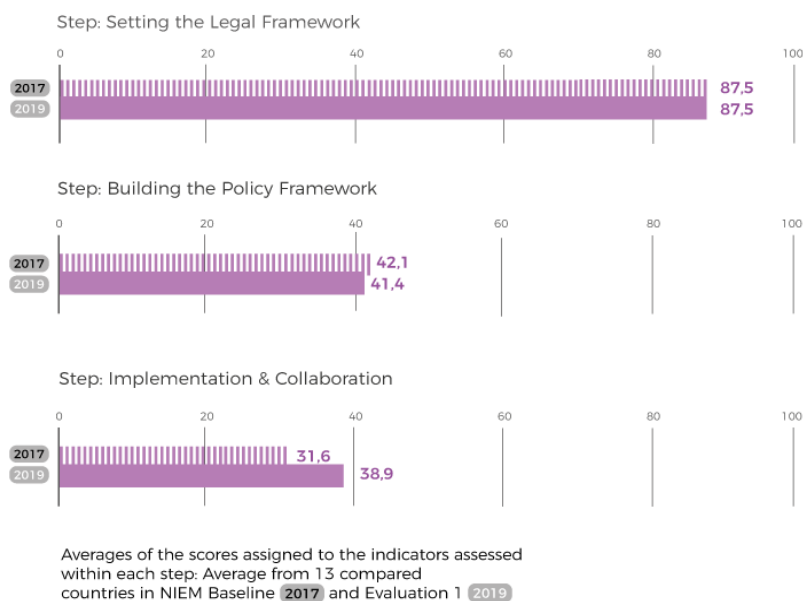 Step: Setting the Legal Framework
0 20 40 60 80 100
2017 87,5
2019 87,5
Step: Building the Policy Framework
0 20 40 60 80 100
2017 42,1
2019 41,4
Step: Implementation & Collaboration
0 20 40 60 80 100
2017 31,6
2019 38,9
Averages of the scores assigned to the indicators assessed
within each step: Average from 13 compared
countries in NIEM Baseline 2017 and Evaluation 1 2019